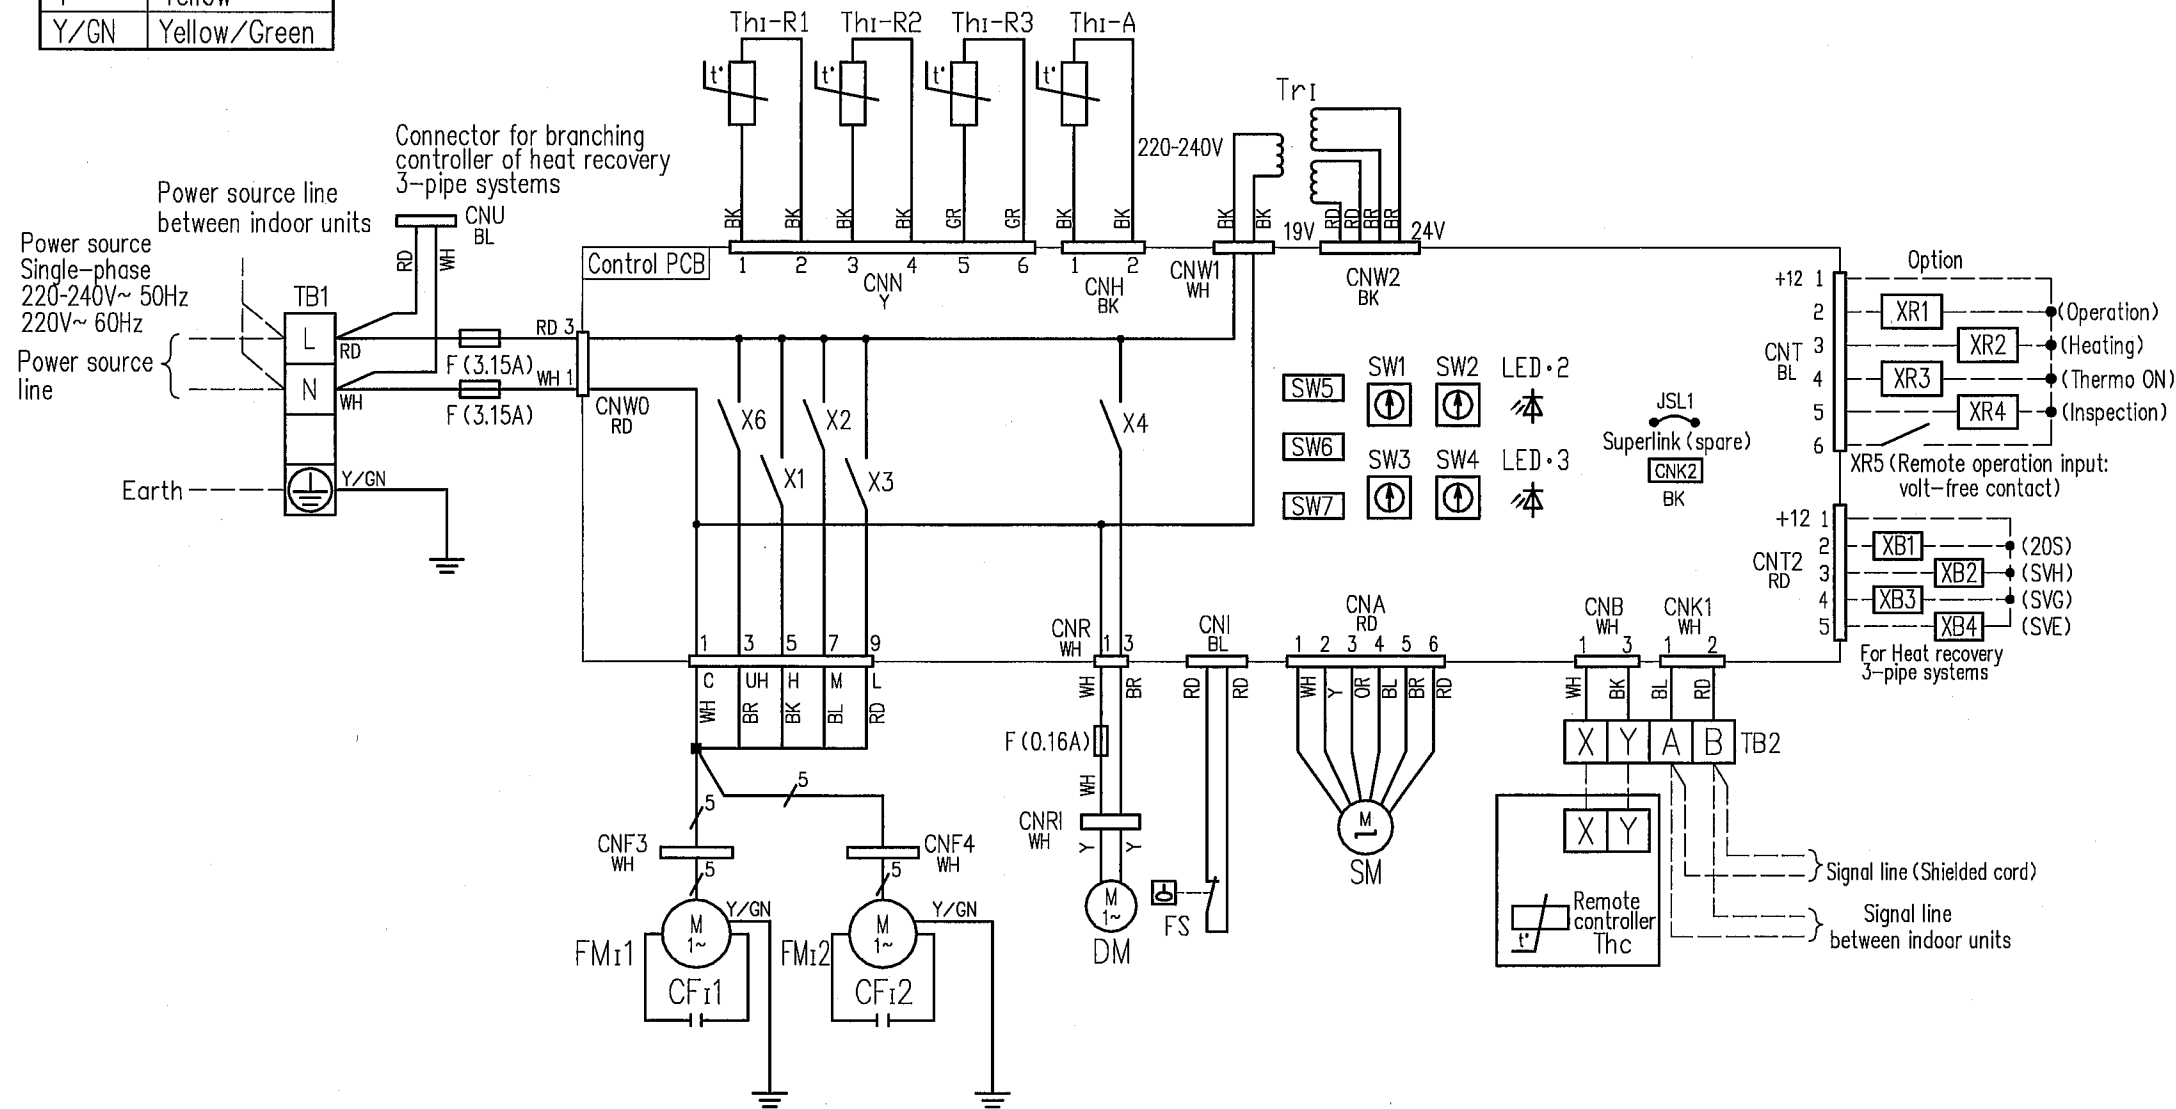 Y/GN Yellow/Green
Thı-R1 Thı-R2 Thı-R3 Thı-A
t° t° t° t°
Trı
220-240V
BK BK BK BK GR GR BK BK BK BK RD RD BR BR
19V 24V
Connector for branching
controller of heat recovery
3-pipe systems
CNU
BL
RD WH
Power source line
between indoor units
Power source
Single-phase
220-240V~ 50Hz
220V~ 60Hz
Power source
line
TB1
L
N
RD
WH
F(3.15A)
F(3.15A)
RD 3
WH 1
CNW0
RD
Earth
Y/GN
Control PCB
1 2 3 4 5 6
CNN
Y
1 2
CNH
BK
CNW1
WH
CNW2
BK
X6 X1 X2 X3 X4
SW5
SW6
SW7
SW1 SW2 LED·2
SW3 SW4 LED·3
JSL1
Superlink(spare)
CNK2
BK
Option
+12 1
2 XR1 (Operation)
CNT 3 XR2 (Heating)
BL
4 XR3 (Thermo ON)
5 XR4 (Inspection)
6
XR5(Remote operation input:
volt-free contact)
+12 1
2 XB1 (20S)
CNT2 3 XB2 (SVH)
RD
4 XB3 (SVG)
5 XB4 (SVE)
For Heat recovery
3-pipe systems
1 3 5 7 9
C UH H M L
WH BR BK BL RD
5
5
CNF3
WH
5
CNF4
WH
5
Y/GN
Y/GN
M
1~
M
1~
FMı1
FMı2
CFı1
CFı2
CNR
WH
1 3
WH BR
F(0.16A)
WH
CNR1
WH
Y Y
M
1~
DM
CNI
BL
RD RD
FS
CNA
RD
1 2 3 4 5 6
WH Y OR BL BR RD
M
SM
CNB
WH
1 3
CNK1
WH
1 2
WH BK BL RD
X Y A B TB2
X Y
Remote
controller
Thc
t°
Signal line(Shielded cord)
Signal line
between indoor units